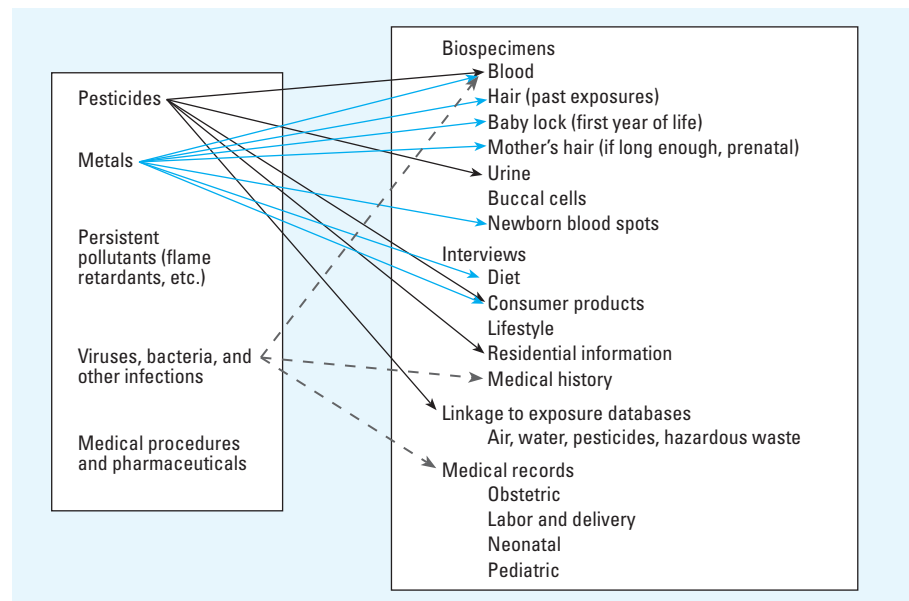 Pesticides
Metals
Persistent
pollutants (flame
retardants, etc.)
Viruses, bacteria, and
other infections
Medical procedures
and pharmaceuticals
Biospecimens
Blood
Hair (past exposures)
Baby lock (first year of life)
Mother's hair (if long enough, prenatal)
Urine
Buccal cells
Newborn blood spots
Interviews
Diet
Consumer products
Lifestyle
Residential information
Medical history
Linkage to exposure databases
Air, water, pesticides, hazardous waste
Medical records
Obstetric
Labor and delivery
Neonatal
Pediatric